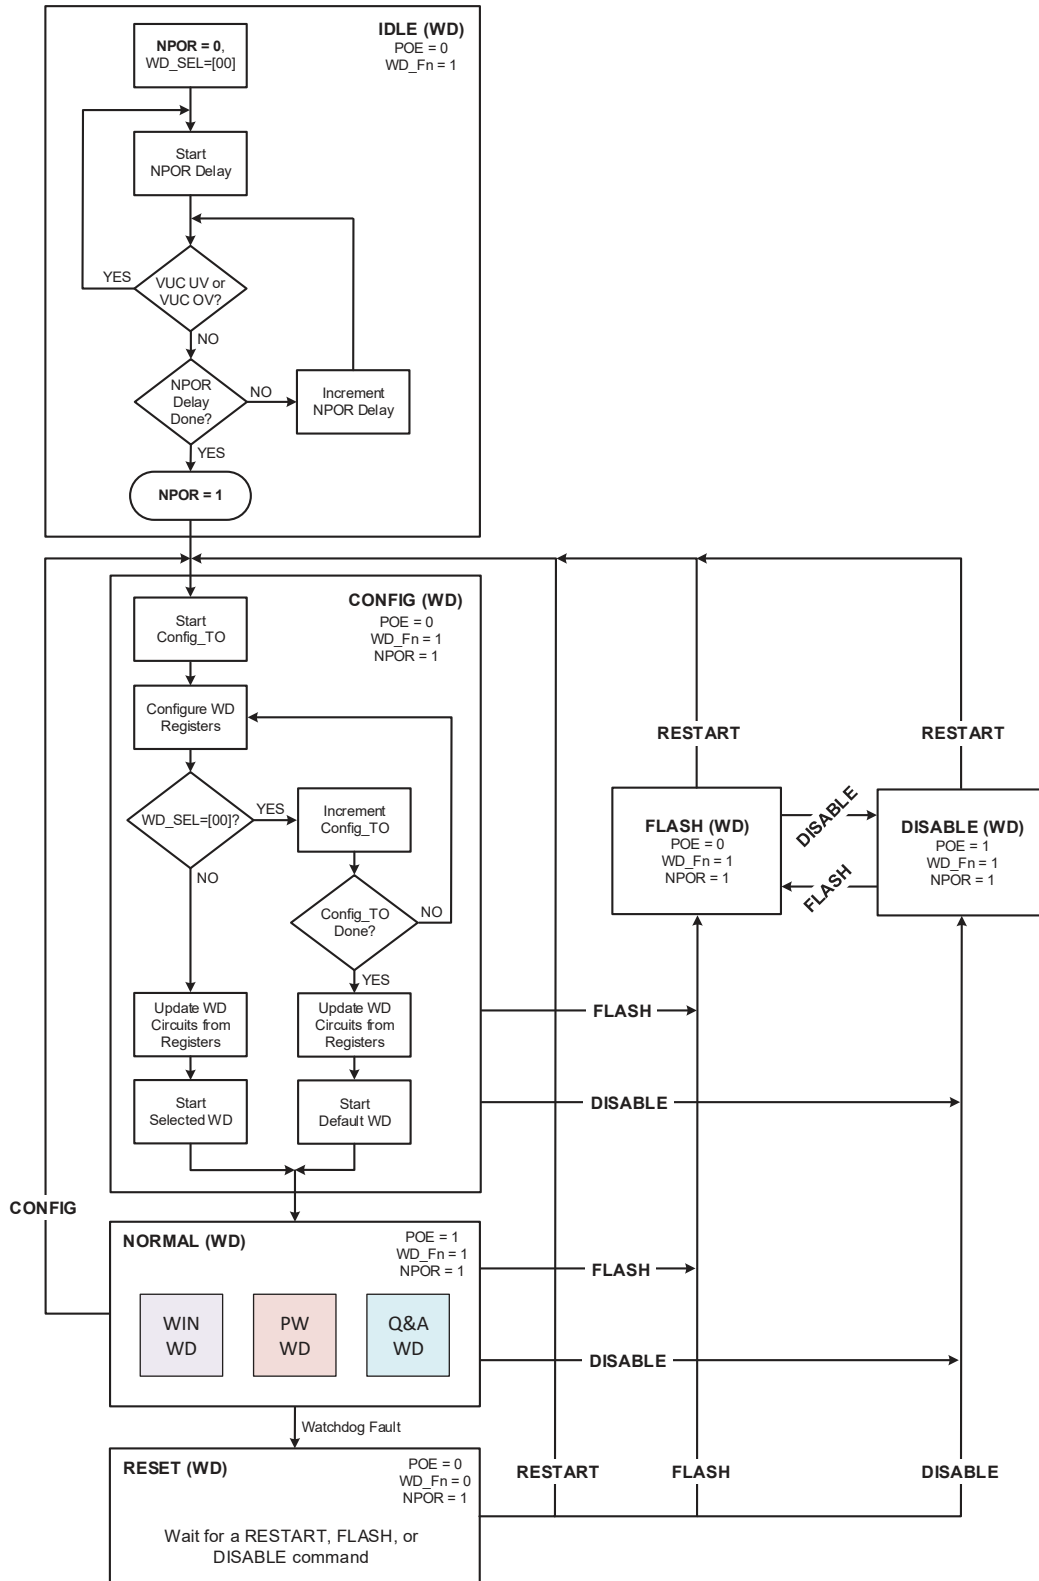 IDLE (WD)
POE = 0
WD_Fn = 1
NPOR = 0,
WD_SEL=[00]
Start
NPOR Delay
YES
VUC UV or
VUC OV?
NO
NPOR
Delay
Done?
NO
Increment
NPOR Delay
YES
NPOR = 1
CONFIG (WD)
POE = 0
WD_Fn = 1
NPOR = 1
Start
Config_TO
Configure WD
Registers
WD_SEL=[00]?
YES
Increment
Config_TO
NO
Config_TO
Done?
NO
YES
Update WD
Circuits from
Registers
Update WD
Circuits from
Registers
Start
Selected WD
Start
Default WD
RESTART
RESTART
FLASH (WD)
POE = 0
WD_Fn = 1
NPOR = 1
DISABLE
FLASH
DISABLE (WD)
POE = 1
WD_Fn = 1
NPOR = 1
FLASH
DISABLE
CONFIG
NORMAL (WD)
POE = 1
WD_Fn = 1
NPOR = 1
WIN
WD
PW
WD
Q&A
WD
FLASH
DISABLE
Watchdog Fault
RESET (WD)
POE = 0
WD_Fn = 0
NPOR = 1
Wait for a RESTART, FLASH, or
DISABLE command
RESTART
FLASH
DISABLE